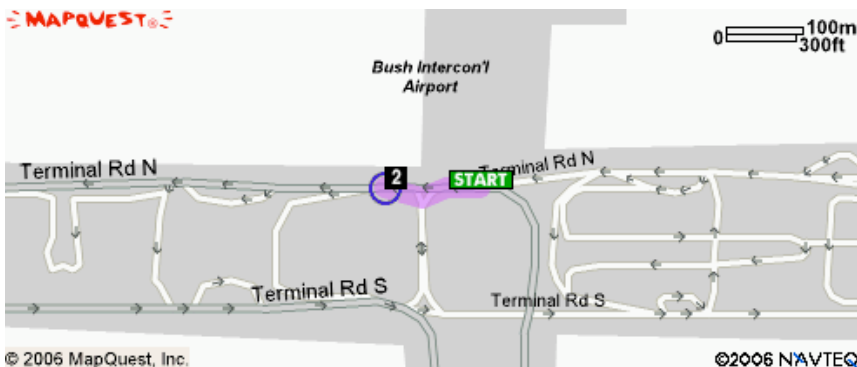 MAPQUEST®
0 100m
300ft
Bush Intercon'l
Airport
Terminal Rd N
Terminal Rd N
2
START
Terminal Rd S
Terminal Rd S
© 2006 MapQuest, Inc.
©2006 NAVTEQ